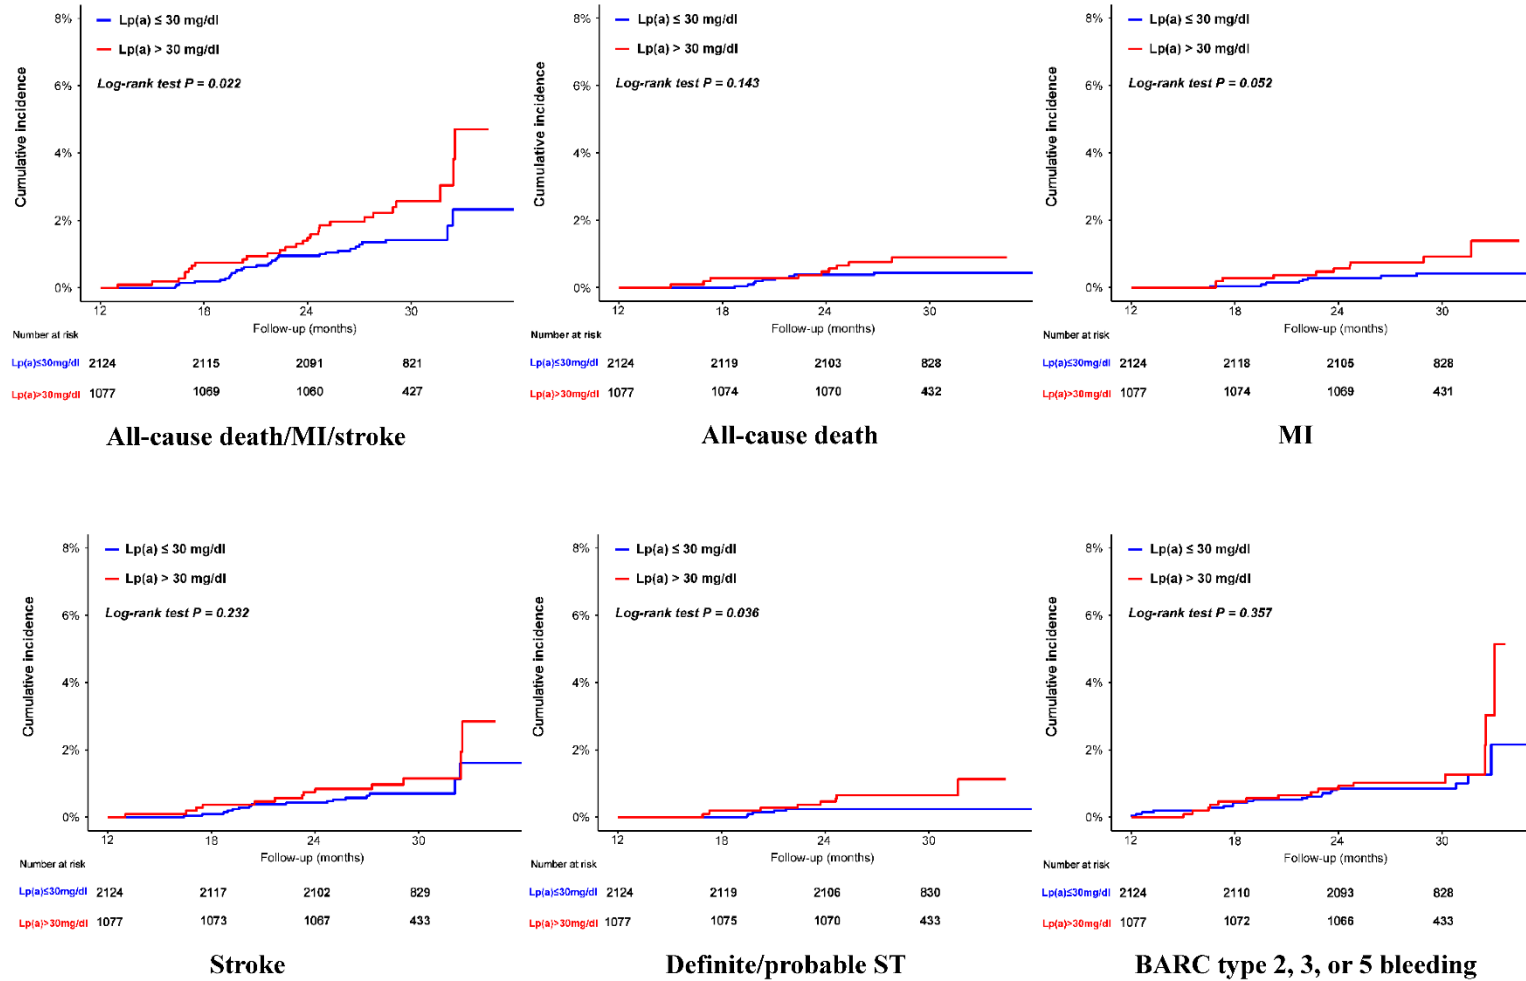 8%
Lp(a) ≤ 30 mg/dl
Lp(a) > 30 mg/dl
Log-rank test P = 0.022
6%
4%
2%
0%
Cumulative incidence
12 18 24 30
Follow-up (months)
Number at risk
Lp(a)≤30mg/dl 2124 2115 2091 821
Lp(a)>30mg/dl 1077 1069 1060 427
All-cause death/MI/stroke
8%
Lp(a) ≤ 30 mg/dl
Lp(a) > 30 mg/dl
Log-rank test P = 0.143
6%
4%
2%
0%
Cumulative incidence
12 18 24 30
Follow-up (months)
Number at risk
Lp(a)≤30mg/dl 2124 2119 2103 828
Lp(a)>30mg/dl 1077 1074 1070 432
All-cause death
8%
Lp(a) ≤ 30 mg/dl
Lp(a) > 30 mg/dl
Log-rank test P = 0.052
6%
4%
2%
0%
Cumulative incidence
12 18 24 30
Follow-up (months)
Number at risk
Lp(a)≤30mg/dl 2124 2118 2105 828
Lp(a)>30mg/dl 1077 1074 1069 431
MI
8%
Lp(a) ≤ 30 mg/dl
Lp(a) > 30 mg/dl
Log-rank test P = 0.232
6%
4%
2%
0%
Cumulative incidence
12 18 24 30
Follow-up (months)
Number at risk
Lp(a)≤30mg/dl 2124 2117 2102 829
Lp(a)>30mg/dl 1077 1073 1067 433
Stroke
8%
Lp(a) ≤ 30 mg/dl
Lp(a) > 30 mg/dl
Log-rank test P = 0.036
6%
4%
2%
0%
Cumulative incidence
12 18 24 30
Follow-up (months)
Number at risk
Lp(a)≤30mg/dl 2124 2119 2106 830
Lp(a)>30mg/dl 1077 1075 1070 433
Definite/probable ST
8%
Lp(a) ≤ 30 mg/dl
Lp(a) > 30 mg/dl
Log-rank test P = 0.357
6%
4%
2%
0%
Cumulative incidence
12 18 24 30
Follow-up (months)
Number at risk
Lp(a)≤30mg/dl 2124 2110 2093 828
Lp(a)>30mg/dl 1077 1072 1066 433
BARC type 2, 3, or 5 bleeding